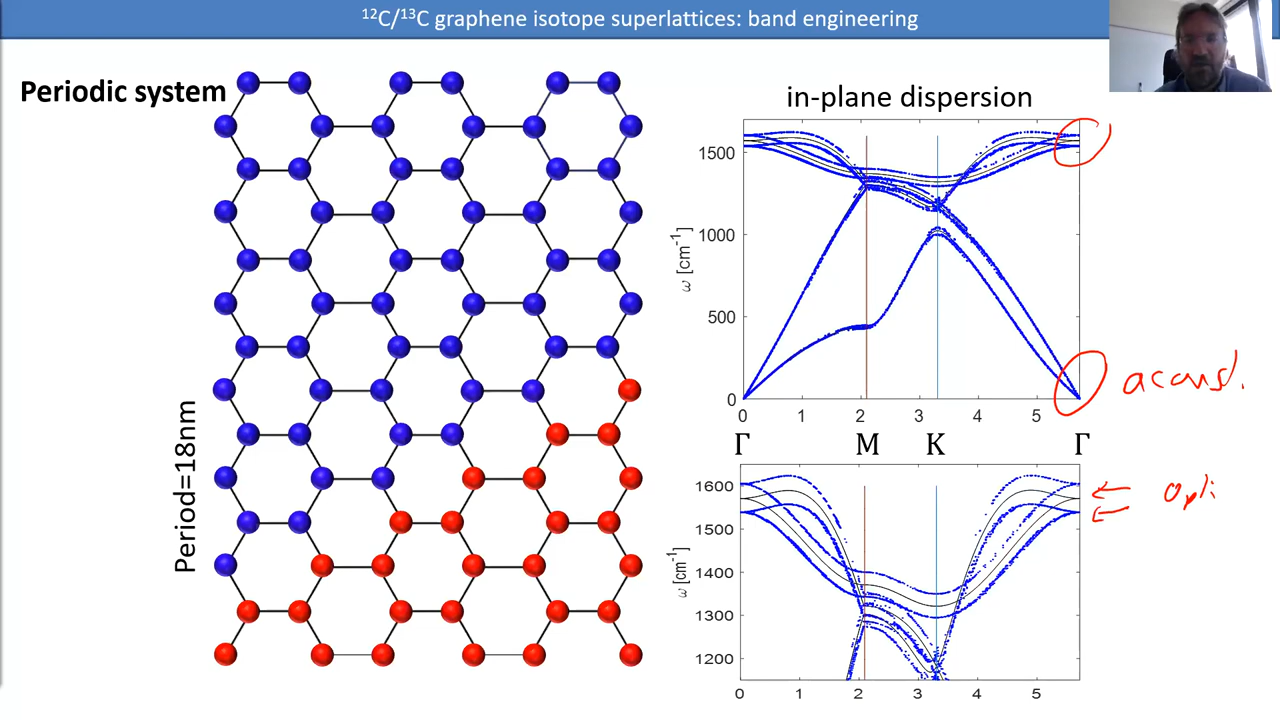 ¹²C/¹³C graphene isotope superlattices: band engineering
Periodic system
Period=18nm
in-plane dispersion
ω [cm⁻¹]
1500
1000
500
0
0 1 2 3 4 5
Γ M K Γ
acoust.
ω [cm⁻¹]
1600
1500
1400
1300
1200
0 1 2 3 4 5
← opti
←